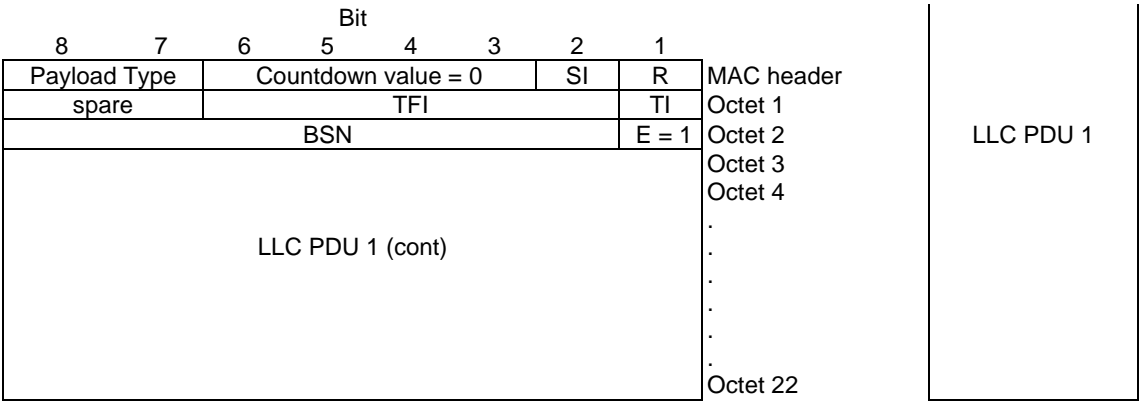 Bit
8 7 6 5 4 3 2 1
Payload Type Countdown value = 0 SI R MAC header
spare TFI TI Octet 1
BSN E = 1 Octet 2 LLC PDU 1
Octet 3
Octet 4
.
LLC PDU 1 (cont) .
.
.
.
.
Octet 22